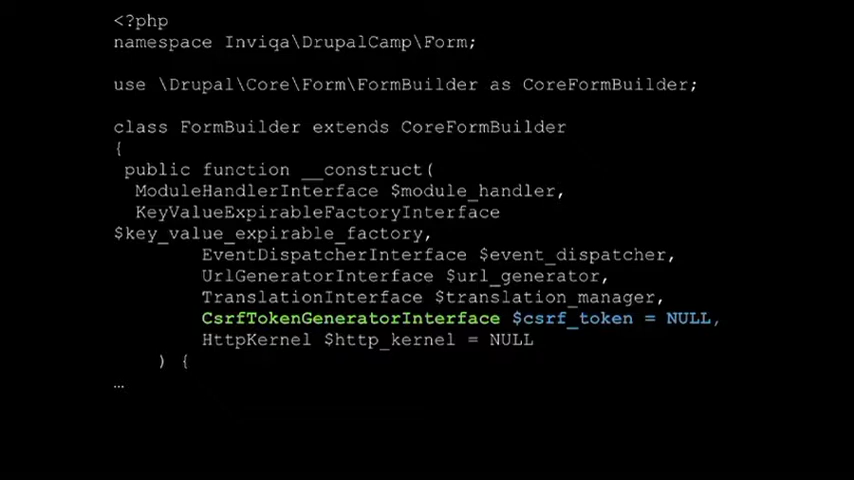 <?php
namespace Inviqa\DrupalCamp\Form;
use \Drupal\Core\Form\FormBuilder as CoreFormBuilder;
class FormBuilder extends CoreFormBuilder
{
public function __construct(
ModuleHandlerInterface $module_handler,
KeyValueExpirableFactoryInterface
$key_value_expirable_factory,
EventDispatcherInterface $event_dispatcher,
UrlGeneratorInterface $url_generator,
TranslationInterface $translation_manager,
CsrfTokenGeneratorInterface $csrf_token = NULL,
HttpKernel $http_kernel = NULL
) {
…